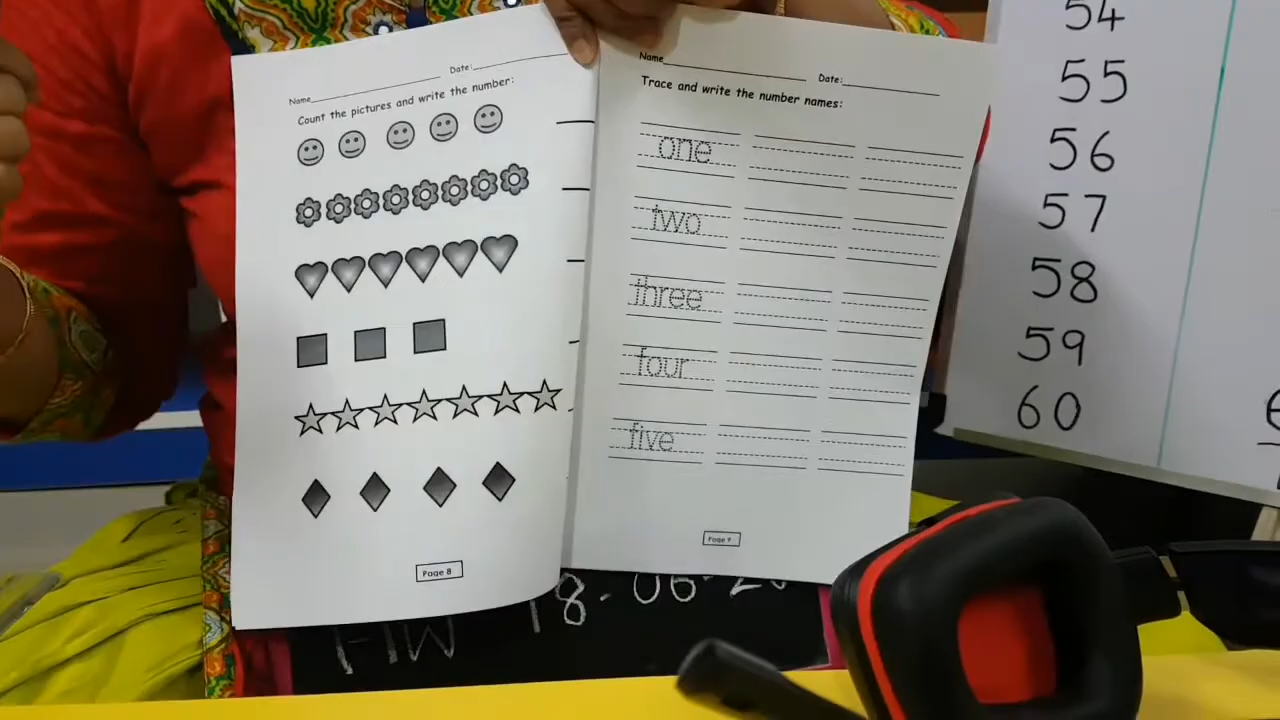 Name Date:
Count the pictures and write the number:
Page 8
Name Date:
Trace and write the number names:
one
two
three
four
five
Page 9
54
55
56
57
58
59
60
HW 18-06-2